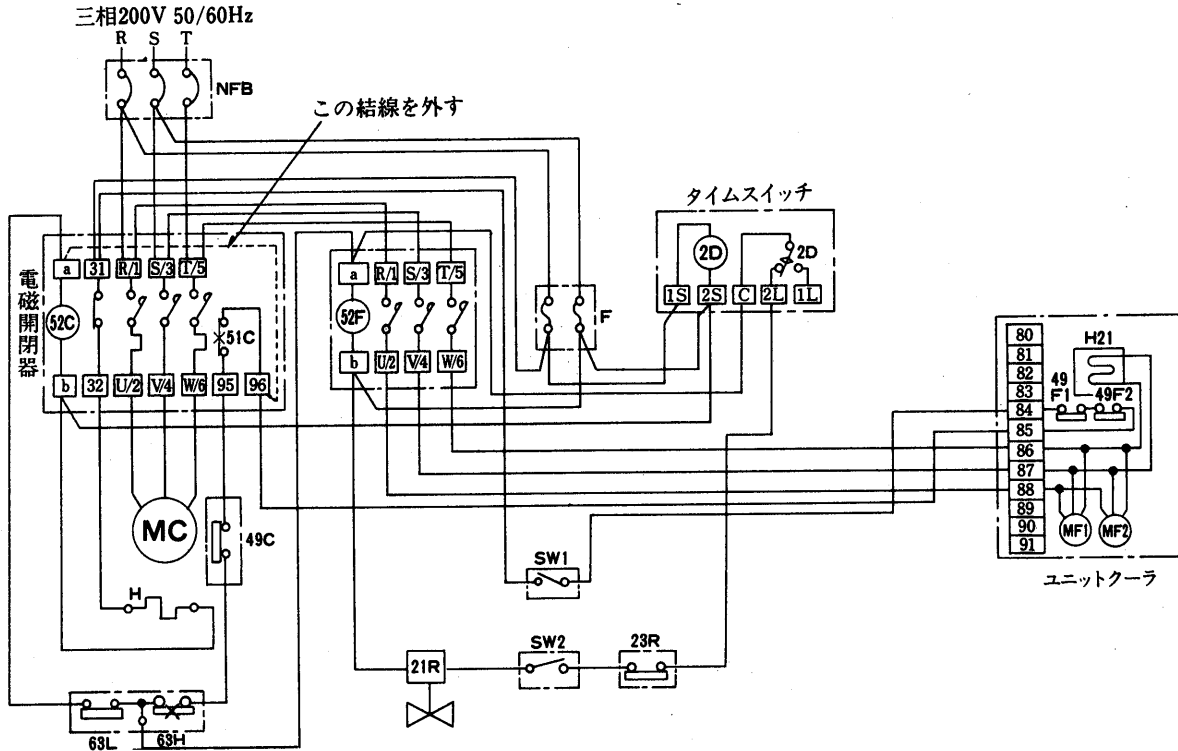 三相200V 50/60Hz
R S T
NFB
この結線を外す
タイムスイッチ
2D
2D
1S 2S C 2L 1L
電磁開閉器
a 31 R/1 S/3 T/5
52C
51C
b 32 U/2 V/4 W/6 95 96
a R/1 S/3 T/5
52F
b U/2 V/4 W/6
F
MC
49C
H
63L 63H
SW1
21R
SW2
23R
80
81
82
83
84
85
86
87
88
89
90
91
H21
49F1
49F2
MF1 MF2
ユニットクーラ